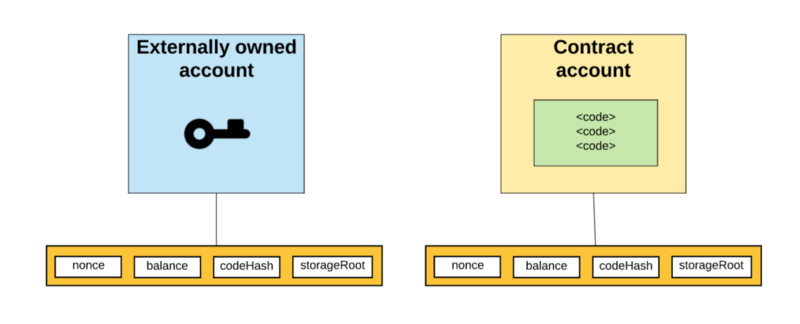 Externally owned
account
Contract
account
<code>
<code>
<code>
nonce
balance
codeHash
storageRoot
nonce
balance
codeHash
storageRoot